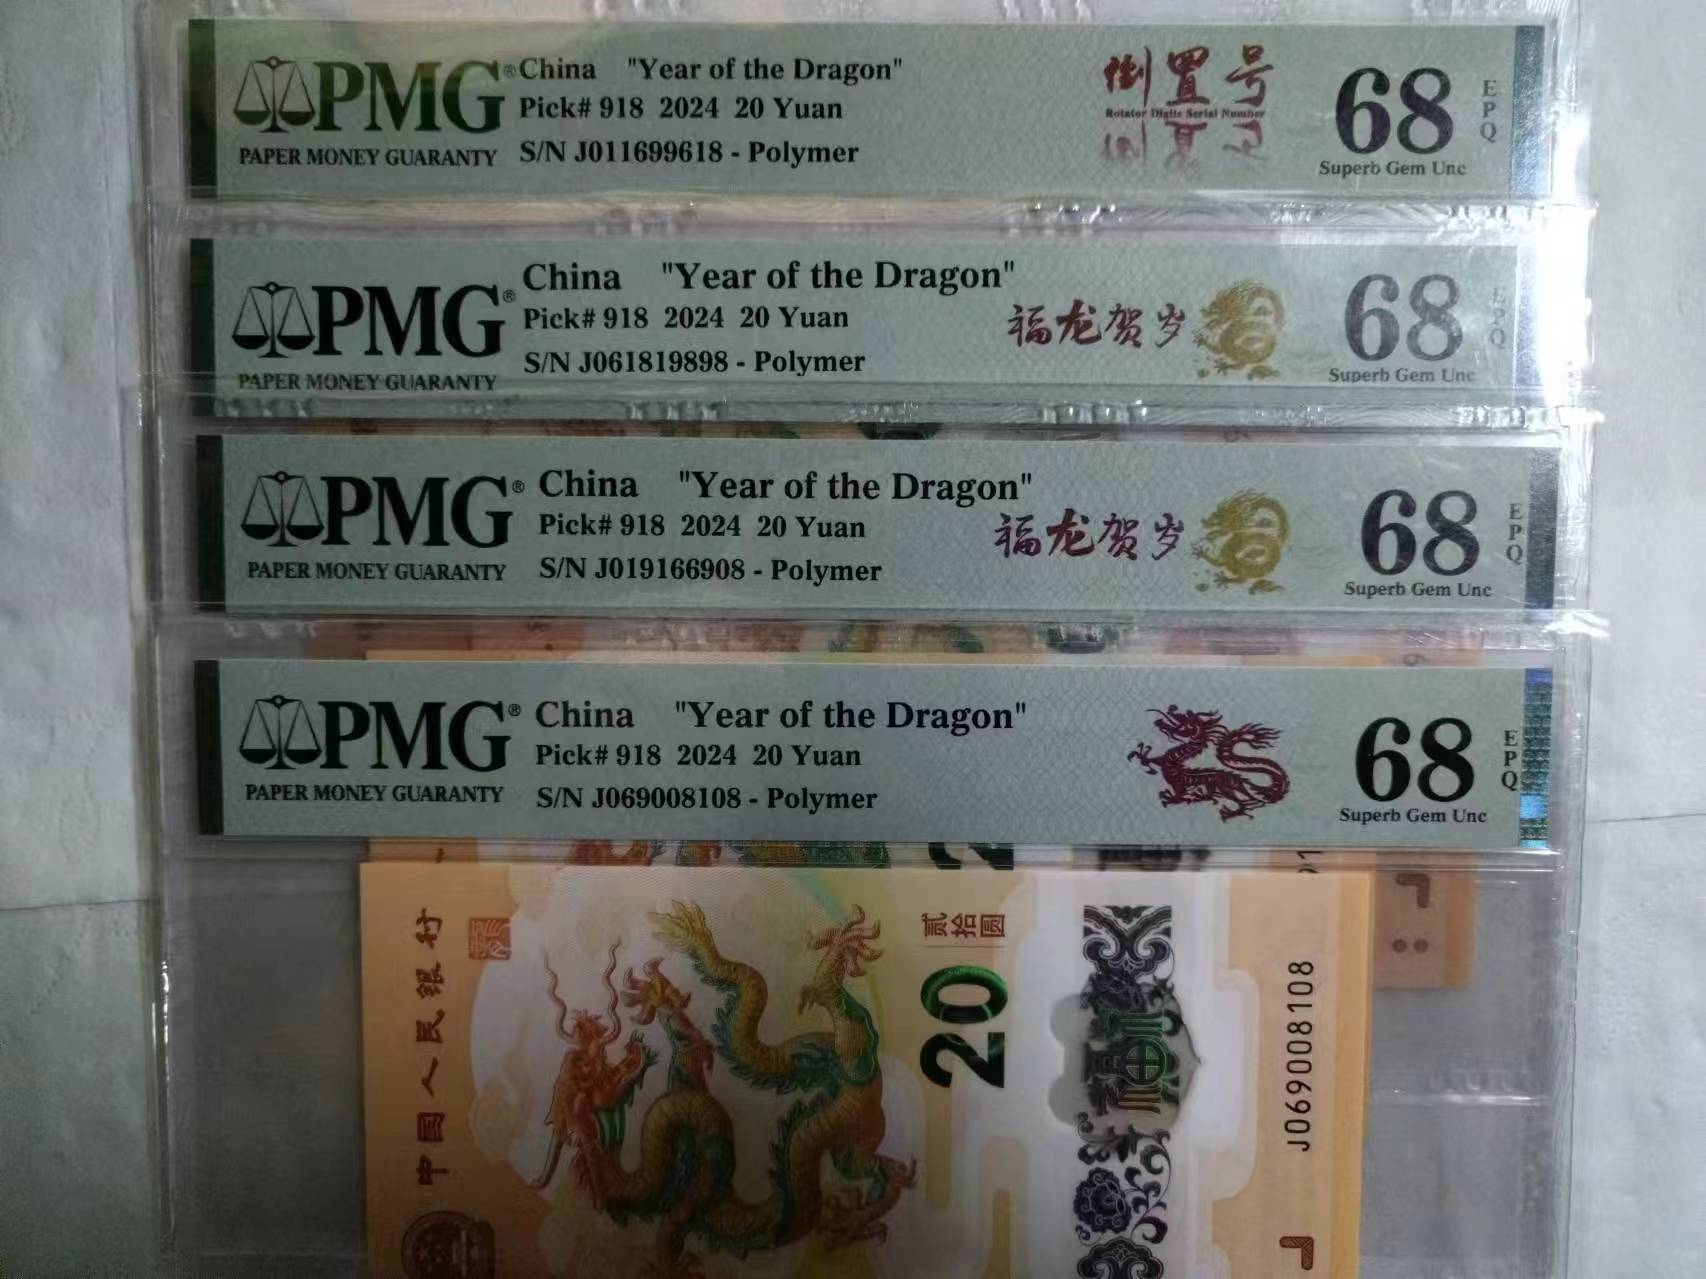 PMG® China "Year of the Dragon" 倒置号 68 EPQ
Pick# 918 2024 20 Yuan Rotator Digits Serial Number
PAPER MONEY GUARANTY S/N J011699618 - Polymer Superb Gem Unc
PMG® China "Year of the Dragon" 福龙贺岁 68 EPQ
Pick# 918 2024 20 Yuan
S/N J061819898 - Polymer Superb Gem Unc
PAPER MONEY GUARANTY
PMG® China "Year of the Dragon" 福龙贺岁 68 EPQ
Pick# 918 2024 20 Yuan
PAPER MONEY GUARANTY S/N J019166908 - Polymer Superb Gem Unc
PMG® China "Year of the Dragon" 68 EPQ
Pick# 918 2024 20 Yuan
PAPER MONEY GUARANTY S/N J069008108 - Polymer Superb Gem Unc
中国人民银行
贰拾圆
20
J069008108